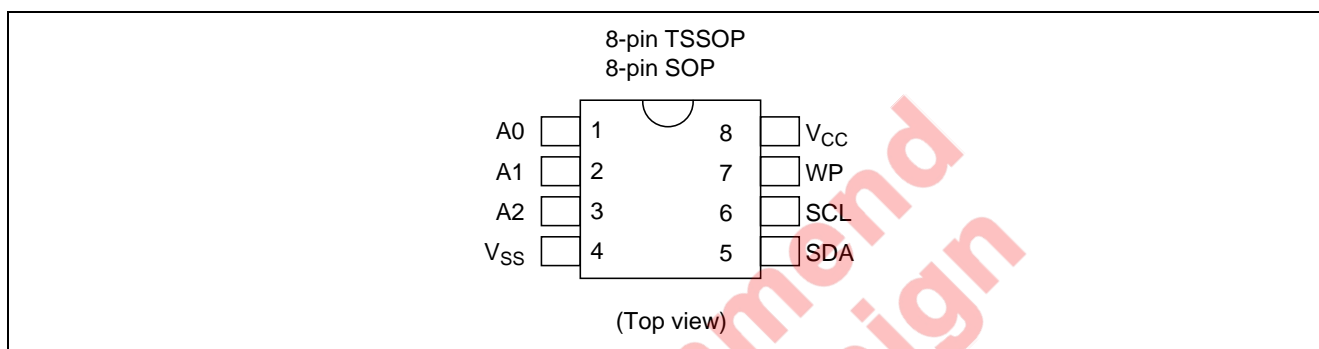 8-pin TSSOP
8-pin SOP
A0 1 8 VCC
A1 2 7 WP
A2 3 6 SCL
VSS 4 5 SDA
(Top view)